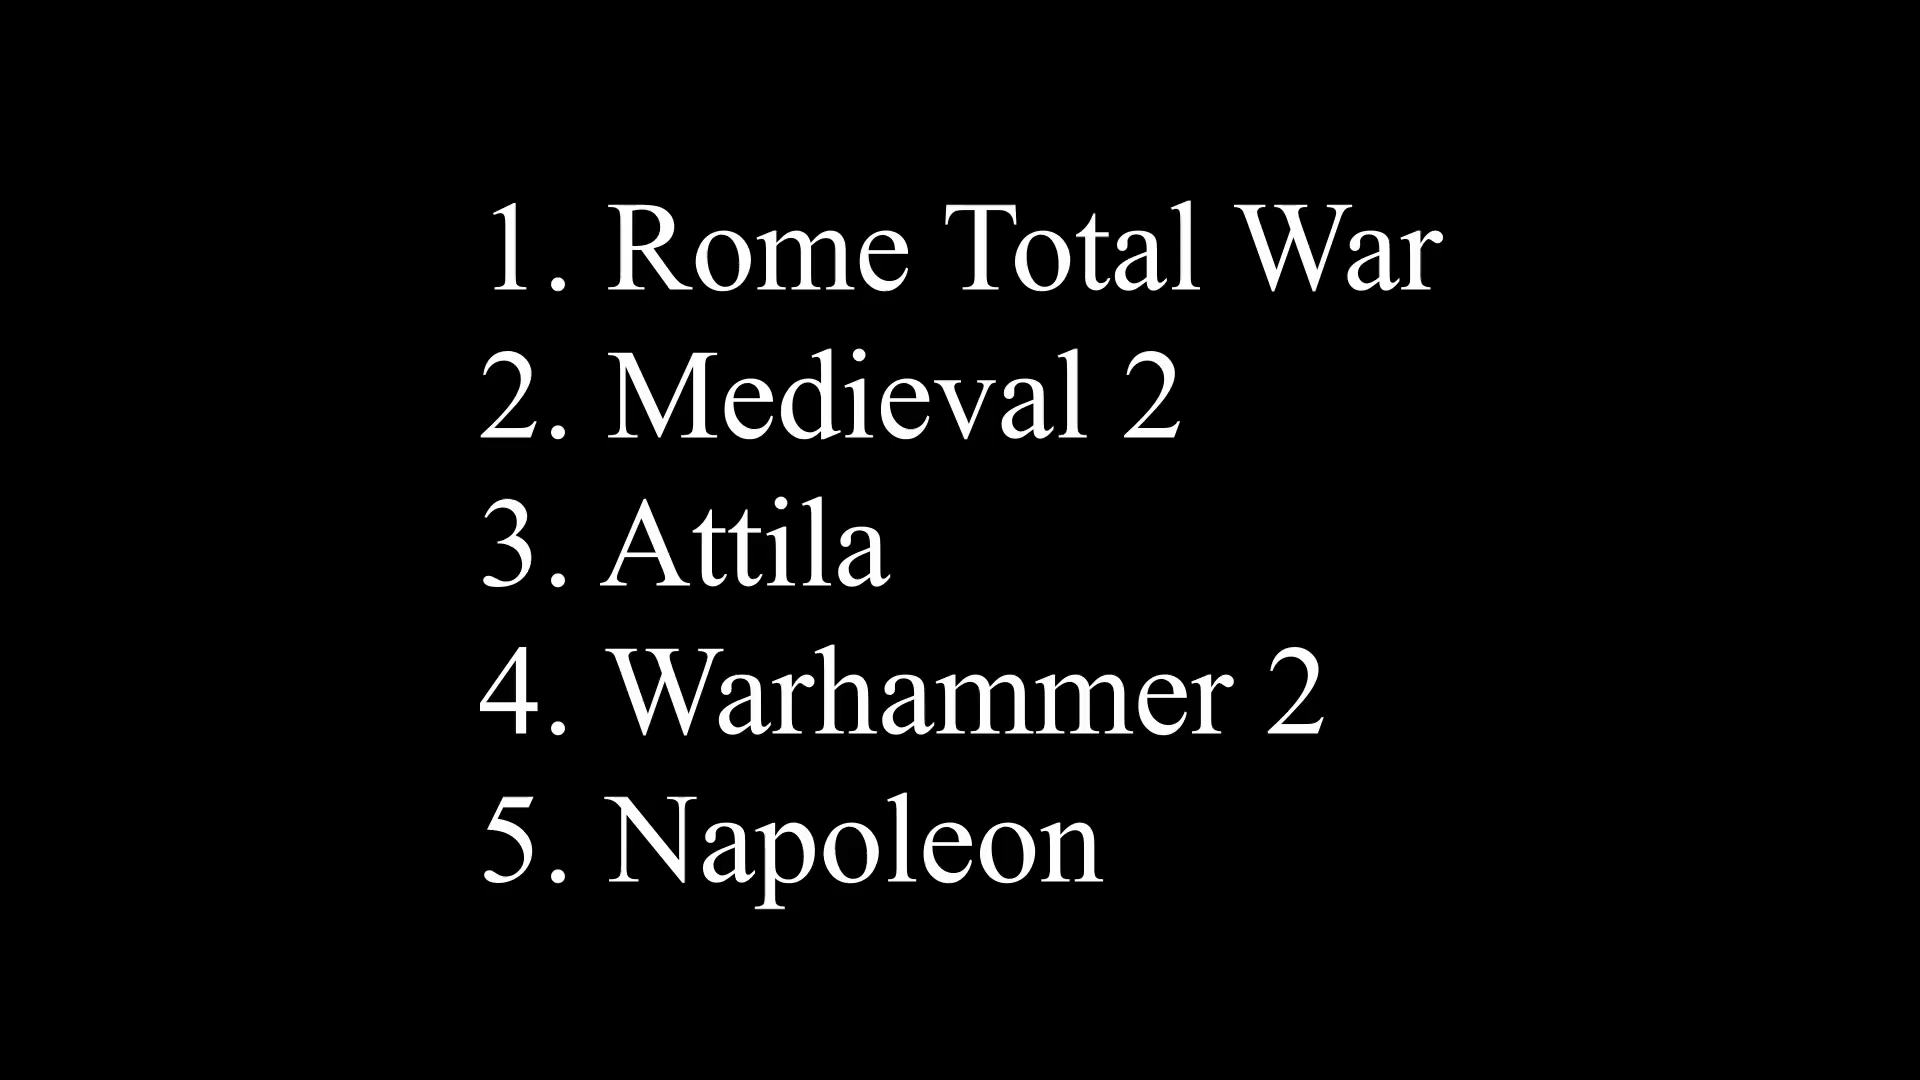 1. Rome Total War
2. Medieval 2
3. Attila
4. Warhammer 2
5. Napoleon